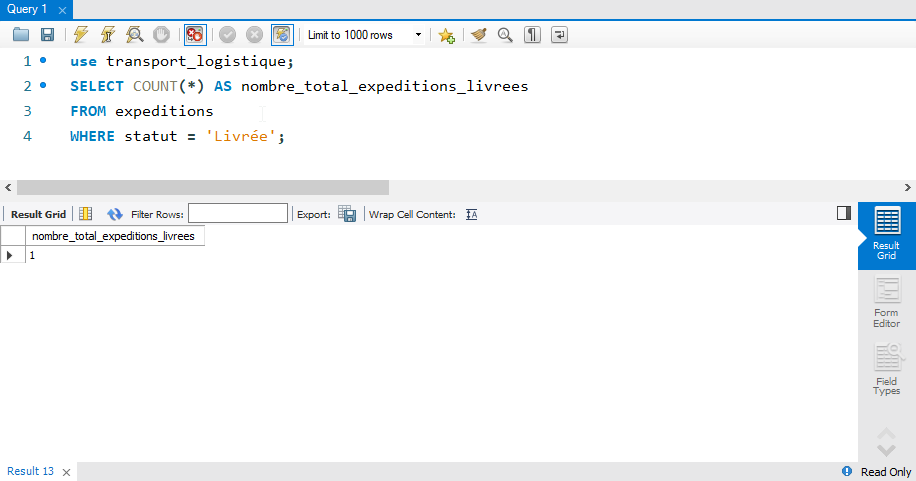 Query 1
Limit to 1000 rows
1 use transport_logistique;
2 SELECT COUNT(*) AS nombre_total_expeditions_livrees
3 FROM expeditions
4 WHERE statut = 'Livrée';
Result Grid Filter Rows: Export: Wrap Cell Content:
nombre_total_expeditions_livrees
1
Result Grid
Form Editor
Field Types
Result 13 Read Only